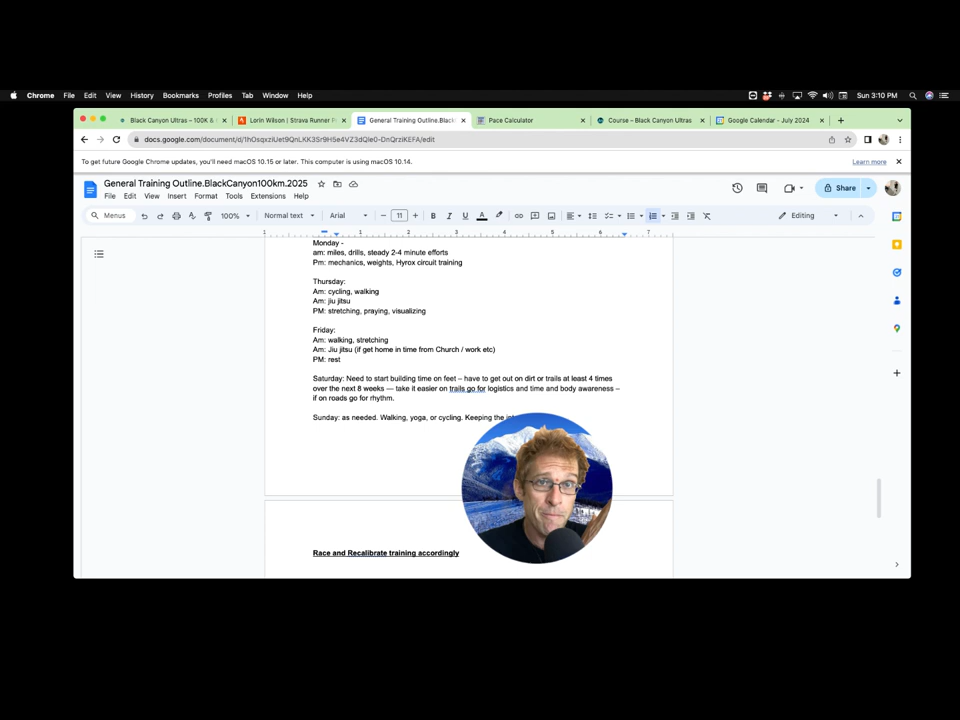 Chrome File Edit View History Bookmarks Profiles Tab Window Help Sun 3:10 PM
Black Canyon Ultras – 100K & Lorin Wilson | Strava Runner General Training Outline.Black Pace Calculator Course – Black Canyon Ultras Google Calendar - July 2024
docs.google.com/document/d/1hOsqxziUet9QnLKK3Sr9H5e4VZ3dQle0-DnQrziKEFA/edit
To get future Google Chrome updates, you'll need macOS 10.15 or later. This computer is using macOS 10.14. Learn more
General Training Outline.BlackCanyon100km.2025
Share
File Edit View Insert Format Tools Extensions Help
Menus 100% Normal text Arial 11 B I U A Editing
1 1 2 3 4 5 6 7
Monday -
am: miles, drills, steady 2-4 minute efforts
Pm: mechanics, weights, Hyrox circuit training
Thursday:
Am: cycling, walking
Am: jiu jitsu
PM: stretching, praying, visualizing
Friday:
Am: walking, stretching
Am: Jiu jitsu (if get home in time from Church / work etc)
PM: rest
Saturday: Need to start building time on feet – have to get out on dirt or trails at least 4 times
over the next 8 weeks — take it easier on trails go for logistics and time and body awareness –
if on roads go for rhythm.
Sunday: as needed. Walking, yoga, or cycling. Keeping the
Race and Recalibrate training accordingly